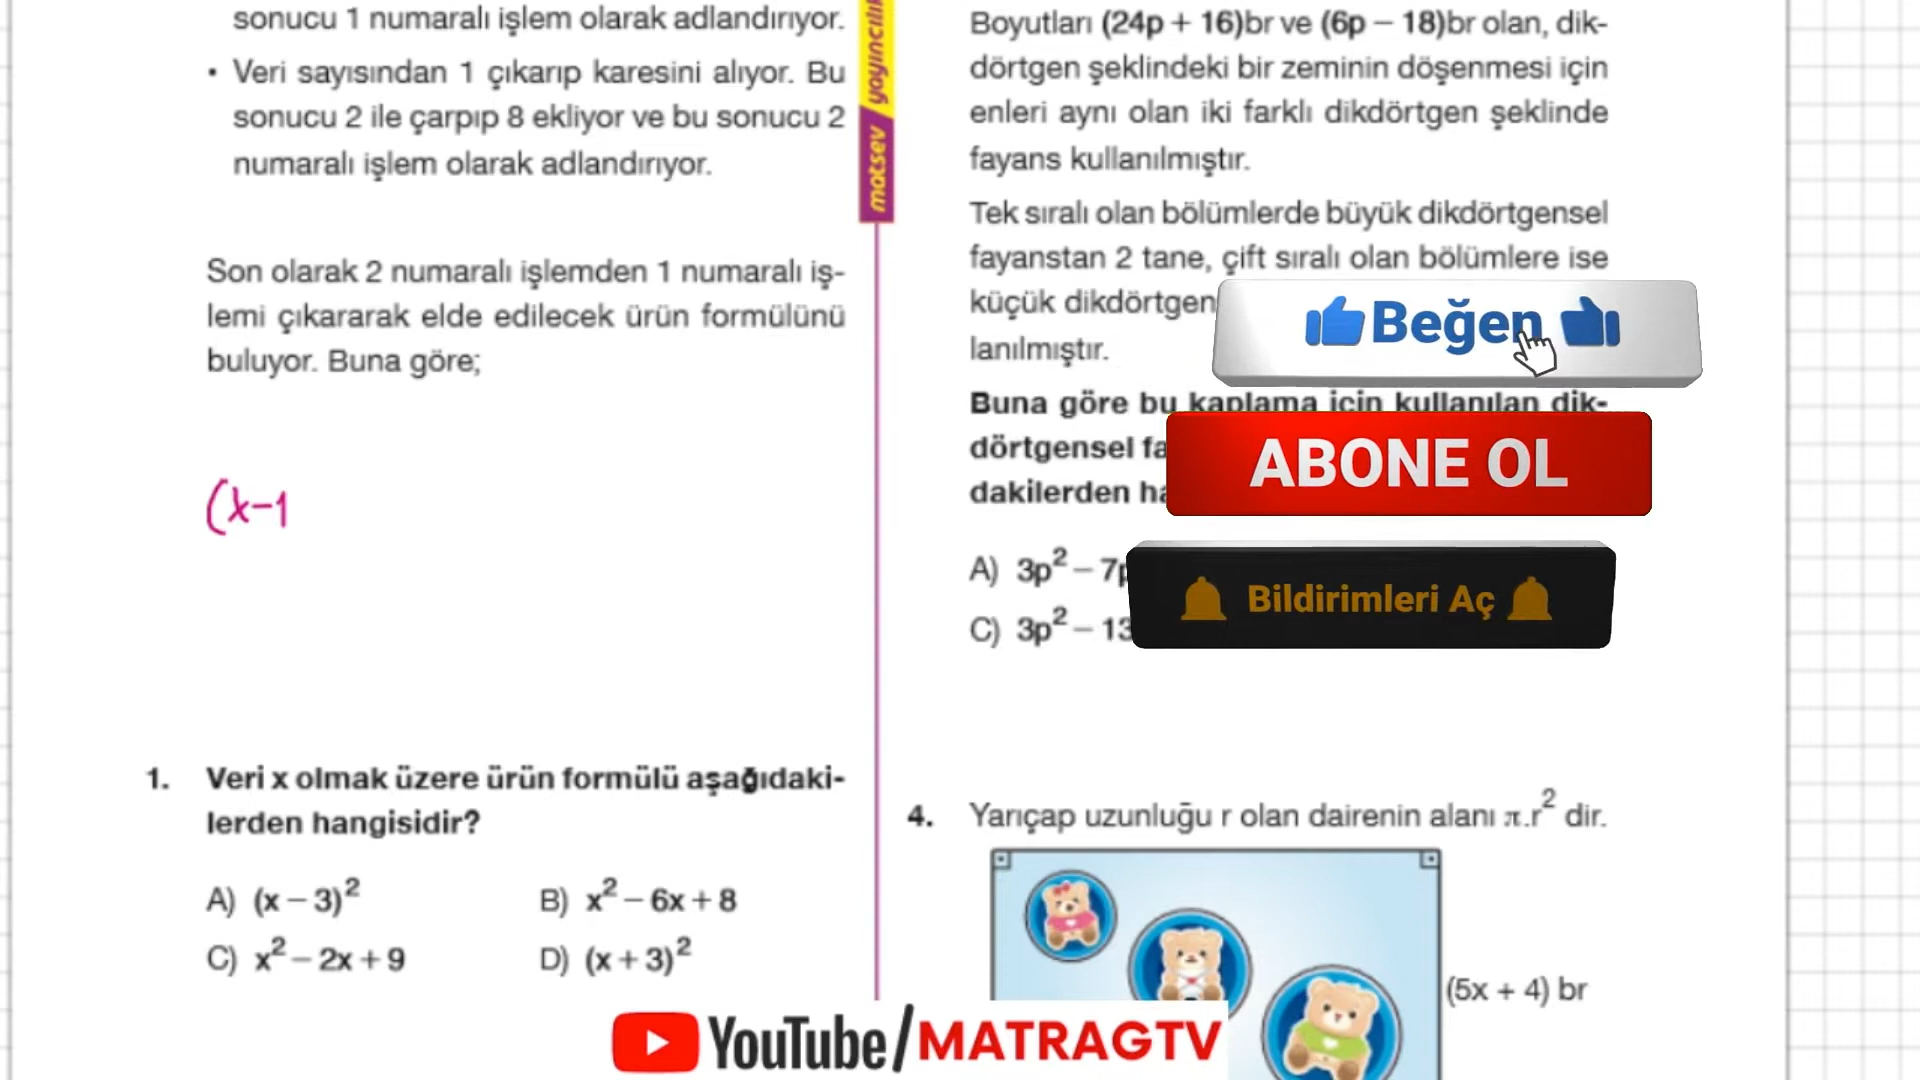 sonucu 1 numaralı işlem olarak adlandırıyor.
• Veri sayısından 1 çıkarıp karesini alıyor. Bu
sonucu 2 ile çarpıp 8 ekliyor ve bu sonucu 2
numaralı işlem olarak adlandırıyor.
Son olarak 2 numaralı işlemden 1 numaralı iş-
lemi çıkararak elde edilecek ürün formülünü
buluyor. Buna göre;
(x-1
1. Veri x olmak üzere ürün formülü aşağıdaki-
lerden hangisidir?
A) (x – 3)²
B) x² – 6x + 8
C) x² – 2x + 9
D) (x + 3)²
matsev yayıncılık
Boyutları (24p + 16)br ve (6p – 18)br olan, dik-
dörtgen şeklindeki bir zeminin döşenmesi için
enleri aynı olan iki farklı dikdörtgen şeklinde
fayans kullanılmıştır.
Tek sıralı olan bölümlerde büyük dikdörtgensel
fayanstan 2 tane, çift sıralı olan bölümlere ise
küçük dikdörtgen
lanılmıştır.
Buna göre bu kaplama için kullanılan dik-
dörtgensel fa
dakilerden ha
A) 3p² – 7p
C) 3p² – 13
Beğen
ABONE OL
Bildirimleri Aç
4. Yarıçap uzunluğu r olan dairenin alanı π.r² dir.
(5x + 4) br
YouTube/MATRAGTV